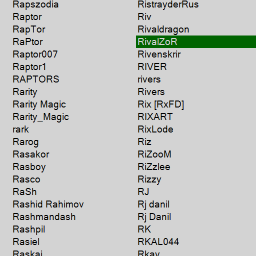 Rapszodia
Raptor
RapTor
RaPtor
Raptor007
Raptor1
RAPTORS
Rarity
Rarity Magic
Rarity_Magic
rark
Rarog
Rasakor
Rasboy
Rasco
RaSh
Rashid Rahimov
Rashmandash
Rashpil
Rasiel
Raskai
RistrayderRus
Riv
Rivaldragon
RivalZoR
Rivenskrir
RIVER
rivers
Rivers
Rix [RxFD]
RIXART
RixLode
Riz
RiZooM
RiZzlee
Rizzy
RJ
Rj danil
Rj Danil
RK
RKAL044
Rkay